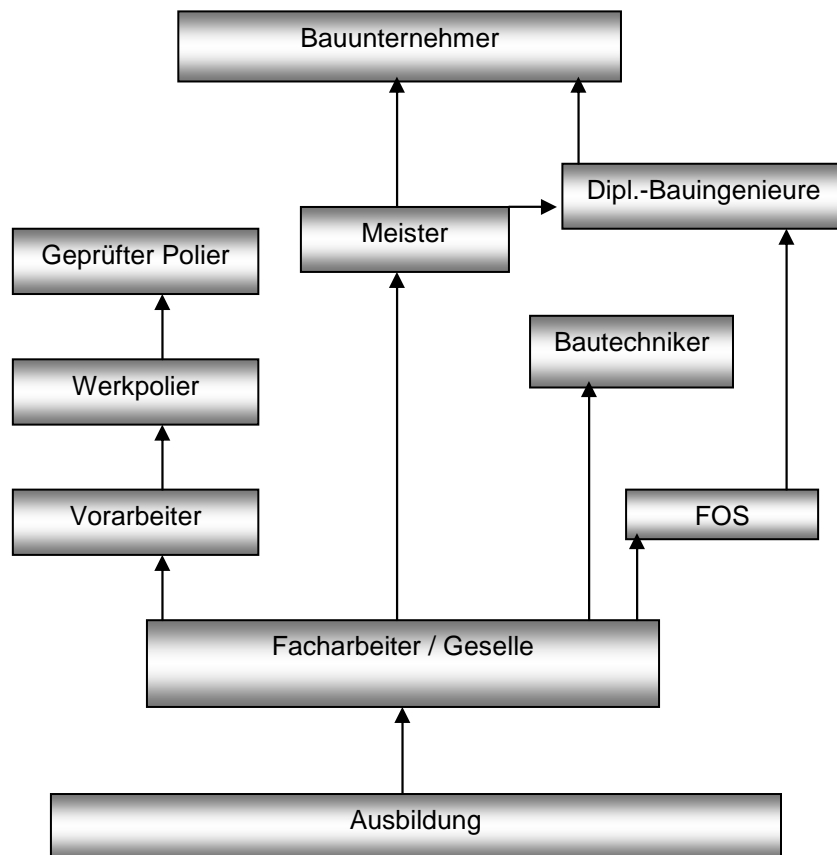 Bauunternehmer
Dipl.-Bauingenieure
Meister
Geprüfter Polier
Bautechniker
Werkpolier
Vorarbeiter
FOS
Facharbeiter / Geselle
Ausbildung